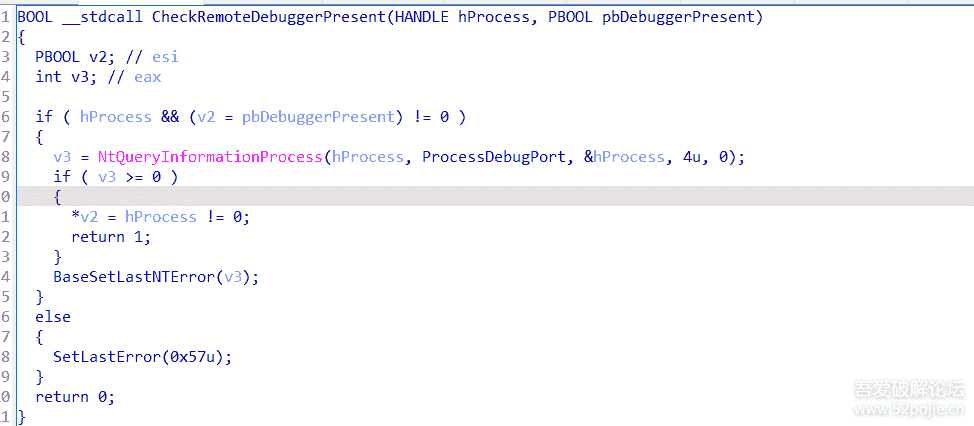 1 BOOL __stdcall CheckRemoteDebuggerPresent(HANDLE hProcess, PBOOL pbDebuggerPresent)
2 {
3   PBOOL v2; // esi
4   int v3; // eax
5
6   if ( hProcess && (v2 = pbDebuggerPresent) != 0 )
7   {
8     v3 = NtQueryInformationProcess(hProcess, ProcessDebugPort, &hProcess, 4u, 0);
9     if ( v3 >= 0 )
0     {
1       *v2 = hProcess != 0;
2       return 1;
3     }
4     BaseSetLastNTError(v3);
5   }
6   else
7   {
8     SetLastError(0x57u);
9   }
0   return 0;
1 }
吾爱破解论坛
www.52pojie.cn